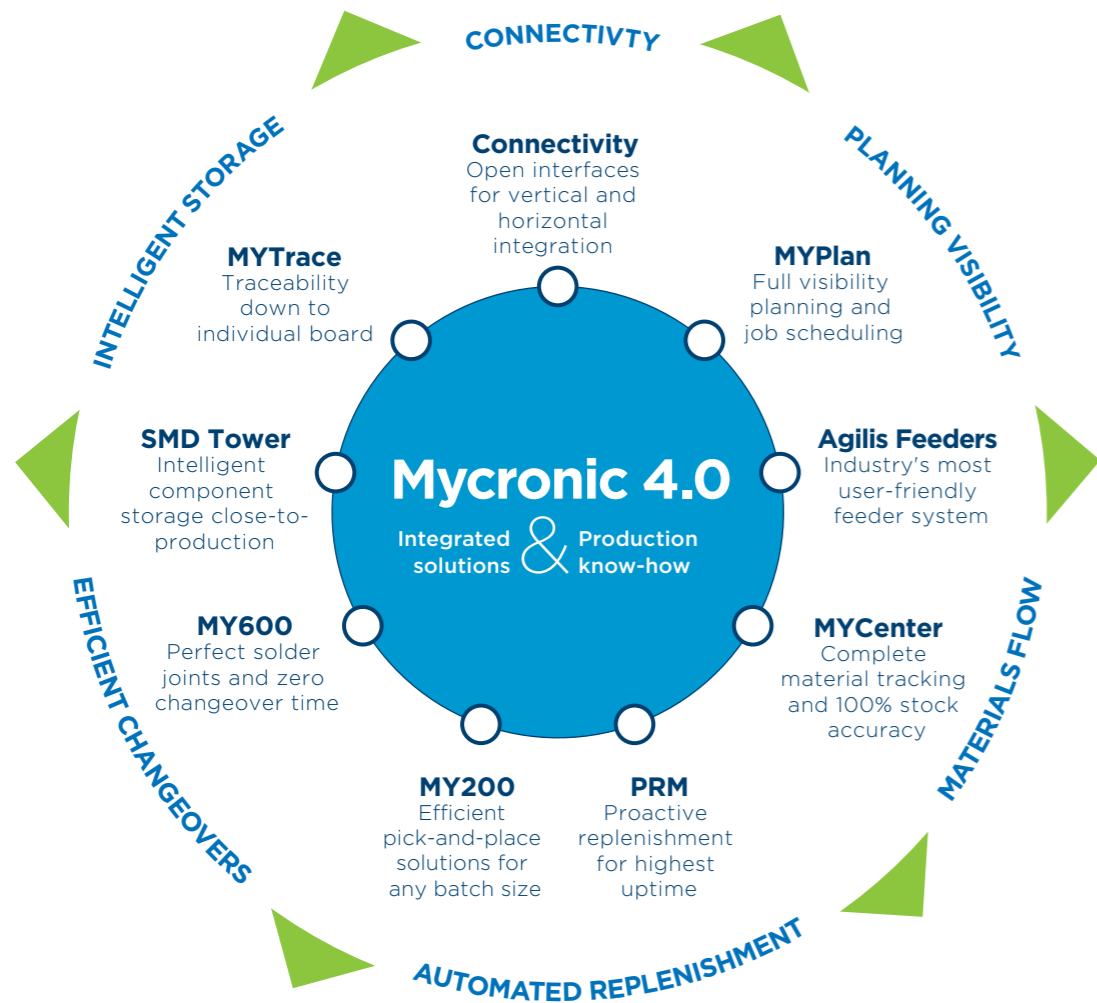 CONNECTIVTY
PLANNING VISIBILITY
MATERIALS FLOW
AUTOMATED REPLENISHMENT
EFFICIENT CHANGEOVERS
INTELLIGENT STORAGE
Connectivity
Open interfaces
for vertical and
horizontal
integration
MYPlan
Full visibility
planning and
job scheduling
Agilis Feeders
Industry's most
user-friendly
feeder system
MYCenter
Complete
material tracking
and 100% stock
accuracy
PRM
Proactive
replenishment
for highest
uptime
MY200
Efficient
pick-and-place
solutions for
any batch size
MY600
Perfect solder
joints and zero
changeover time
SMD Tower
Intelligent
component
storage close-to-
production
MYTrace
Traceability
down to
individual board
Mycronic 4.0
Integrated
solutions
&
Production
know-how